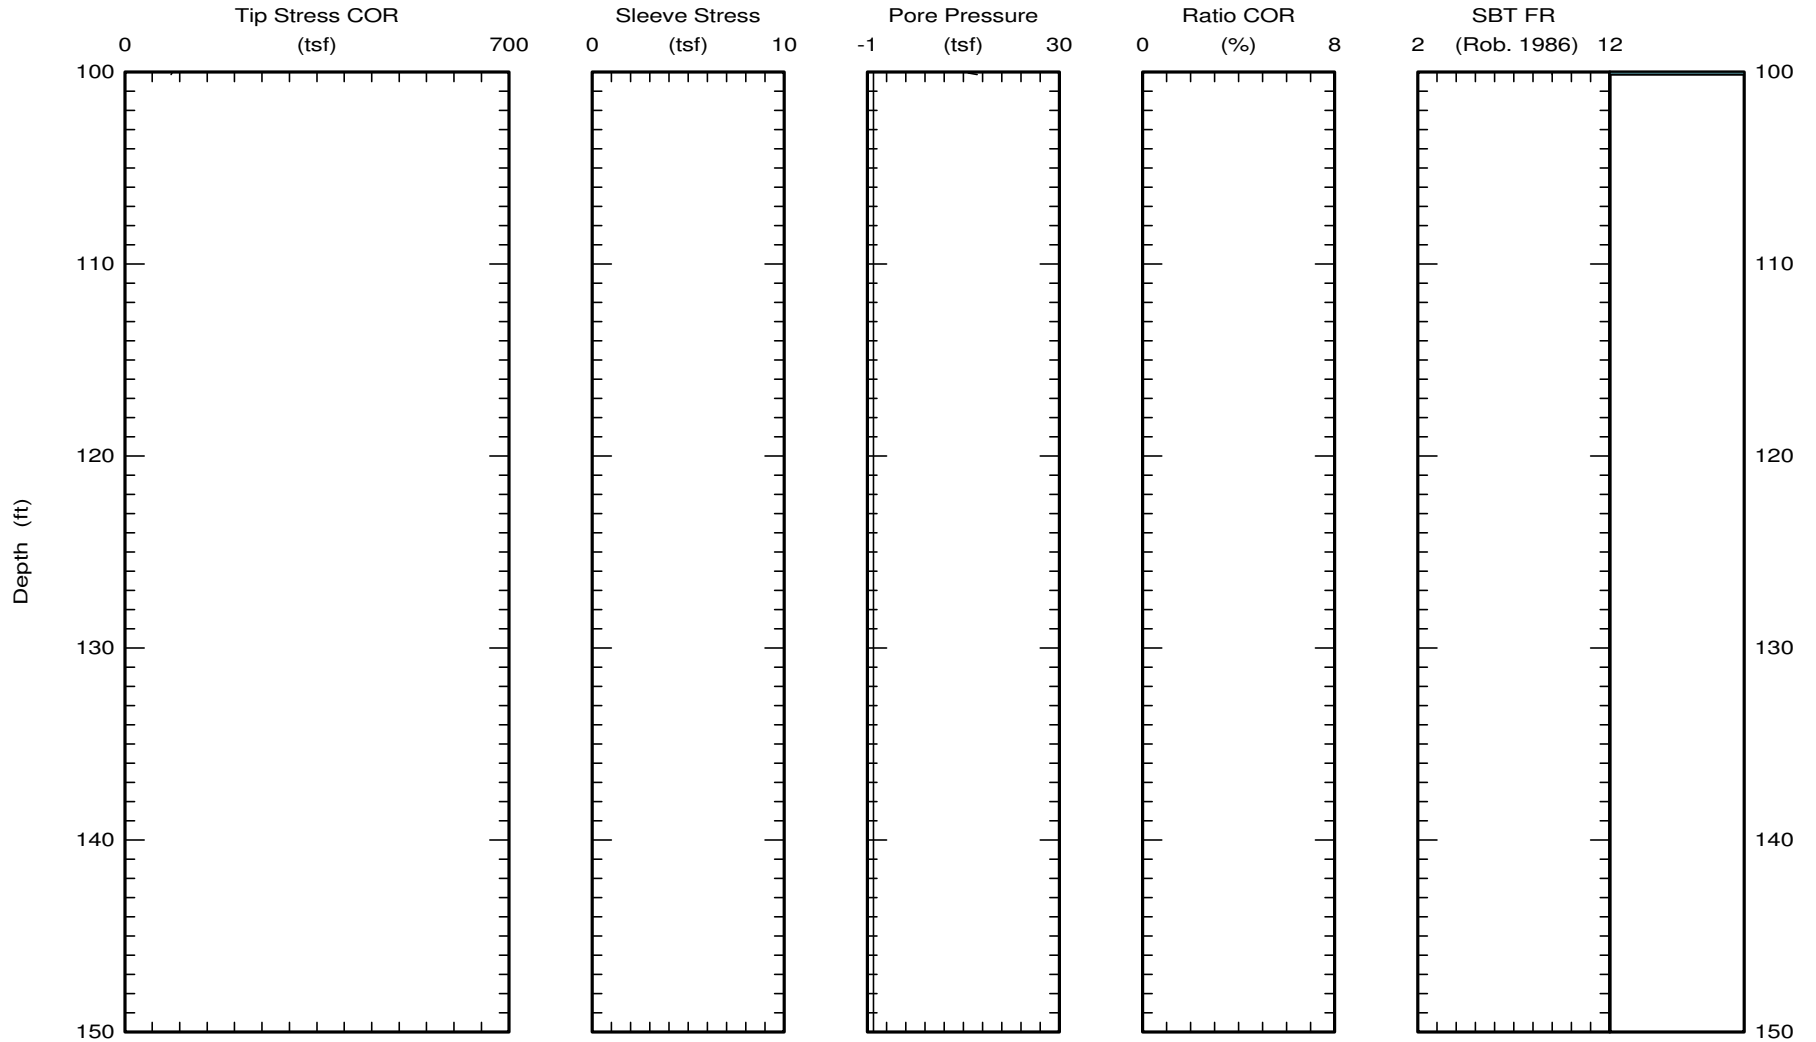 Tip Stress COR Sleeve Stress Pore Pressure Ratio COR SBT FR
0 (tsf) 700 0 (tsf) 10 -1 (tsf) 30 0 (%) 8 2 (Rob. 1986) 12
100 100
110 110
120 120
Depth (ft)
130 130
140 140
150 150